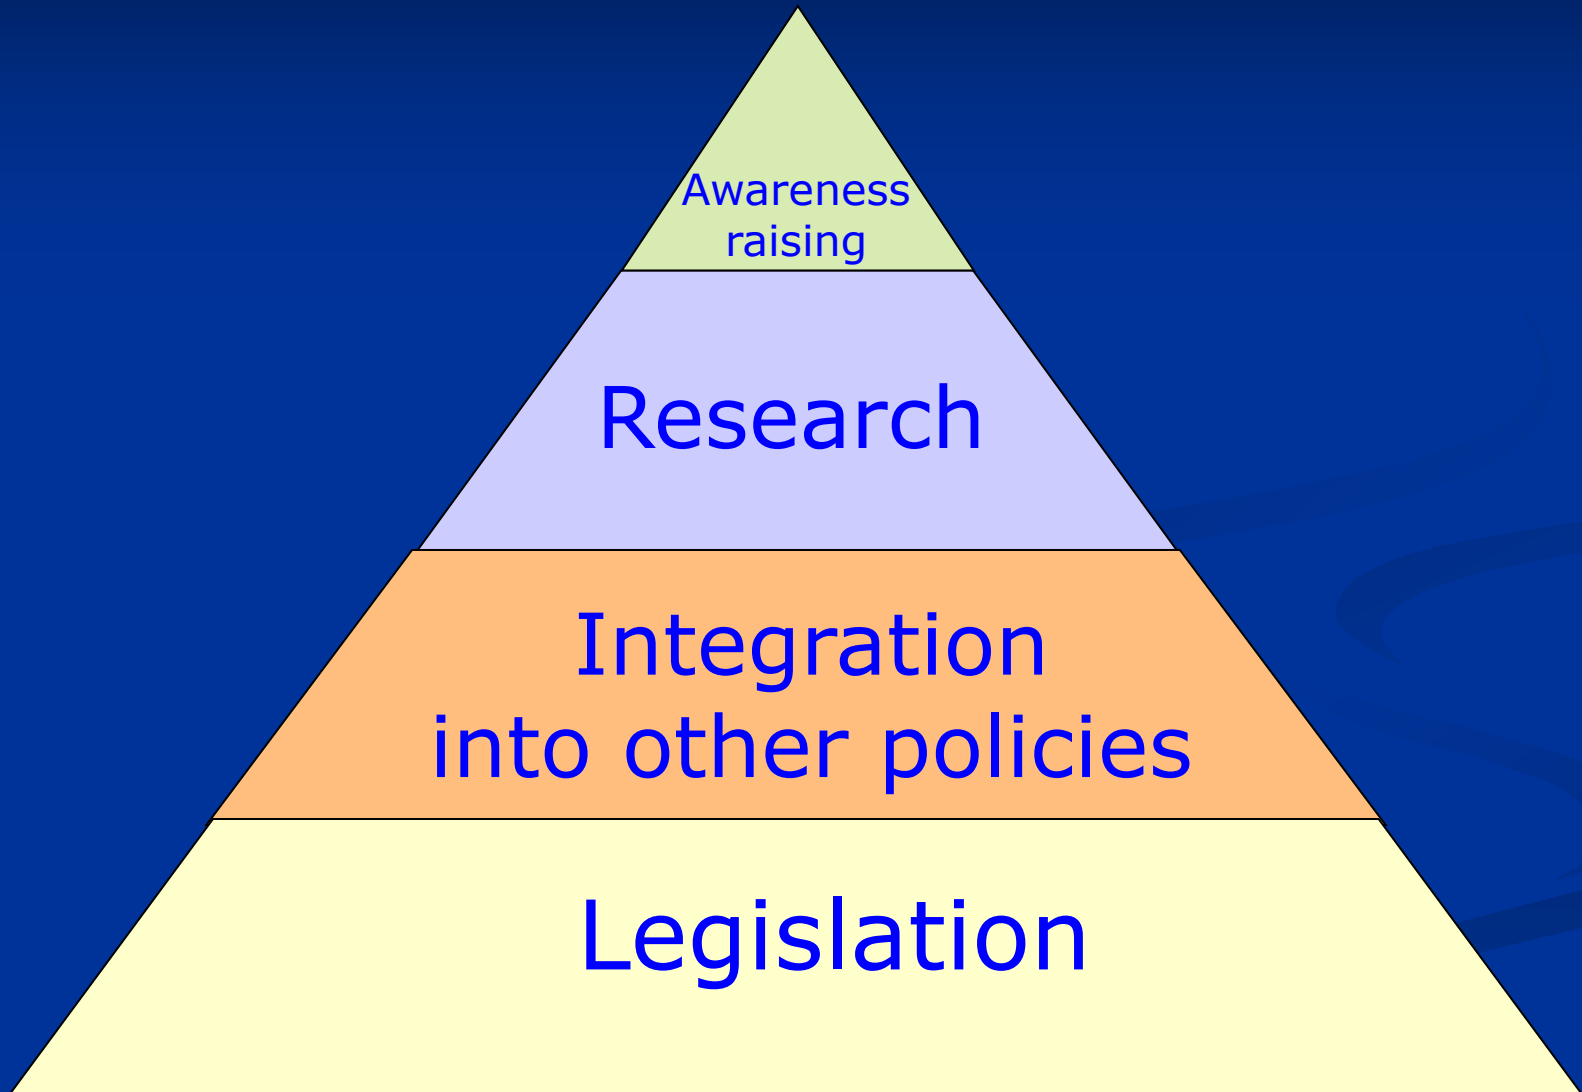 Awareness
raising
Research
Integration
into other policies
Legislation